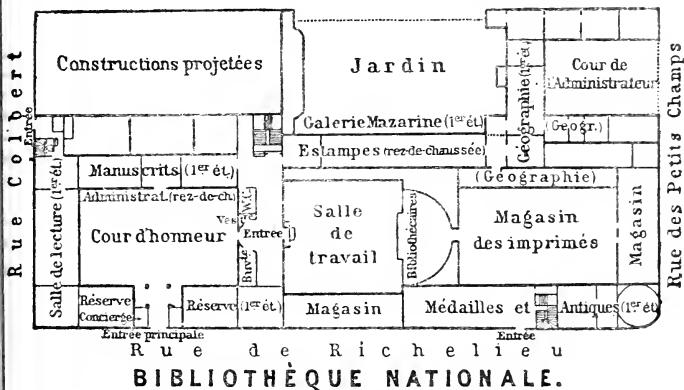 Rue Colbert
Constructions projetées
Jardin
Géographie (1er ét.)
Cour de
l'Administrateur
Rue des Petits Champs
Entrée
Galerie Mazarine (1er ét.)
(Géogr.)
Estampes (rez-de-chaussée)
Manuscrits (1er ét.)
(Géographie)
Salle de lecture (1er ét.)
Administrat. (rez-de-ch.)
Vest.
W.C.
Cour d'honneur
Entrée
Salle
de
travail
Bibliothécaires
Magasin
des imprimés
Magasin
Réserve
Concierge
Réserve (1er ét.)
Magasin
Médailles et
Antiques (1er ét.)
Entrée principale
Entrée
Rue de Richelieu
BIBLIOTHÈQUE NATIONALE.